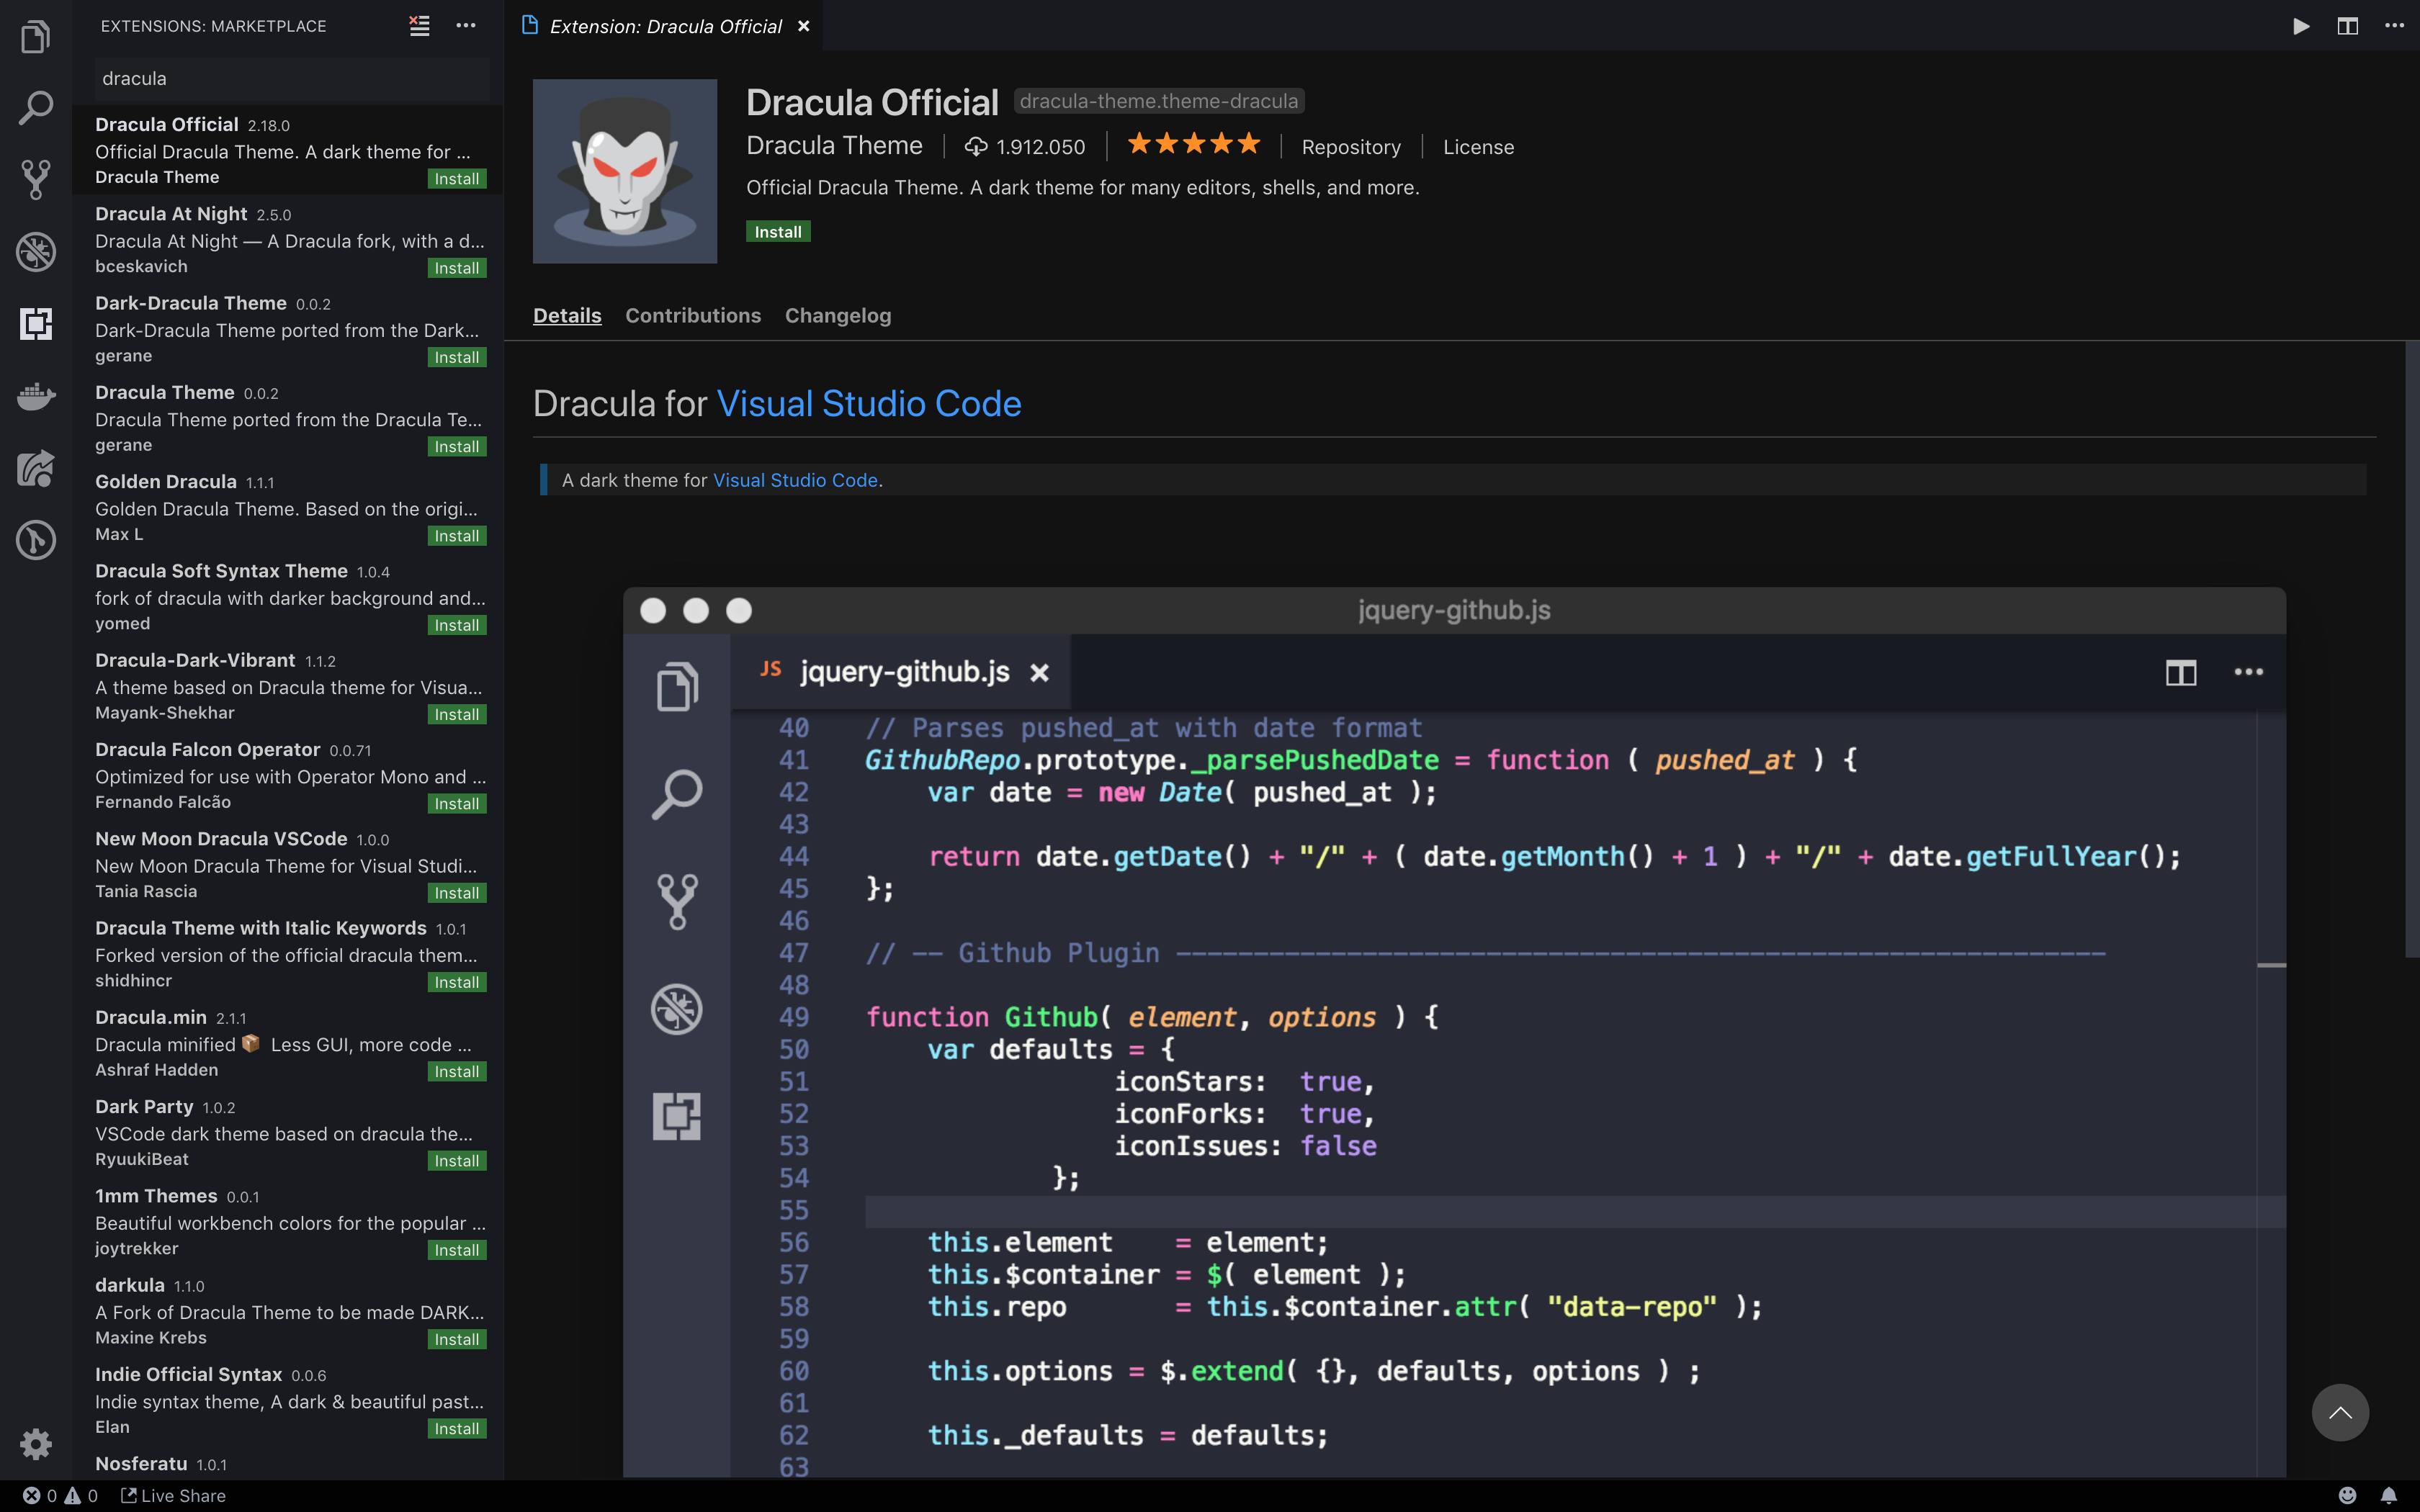 EXTENSIONS: MARKETPLACE
dracula
Dracula Official 2.18.0
Official Dracula Theme. A dark theme for ...
Dracula Theme Install
Dracula At Night 2.5.0
Dracula At Night — A Dracula fork, with a d...
bceskavich Install
Dark-Dracula Theme 0.0.2
Dark-Dracula Theme ported from the Dark...
gerane Install
Dracula Theme 0.0.2
Dracula Theme ported from the Dracula Te...
gerane Install
Golden Dracula 1.1.1
Golden Dracula Theme. Based on the origi...
Max L Install
Dracula Soft Syntax Theme 1.0.4
fork of dracula with darker background and...
yomed Install
Dracula-Dark-Vibrant 1.1.2
A theme based on Dracula theme for Visua...
Mayank-Shekhar Install
Dracula Falcon Operator 0.0.71
Optimized for use with Operator Mono and ...
Fernando Falcão Install
New Moon Dracula VSCode 1.0.0
New Moon Dracula Theme for Visual Studi...
Tania Rascia Install
Dracula Theme with Italic Keywords 1.0.1
Forked version of the official dracula them...
shidhincr Install
Dracula.min 2.1.1
Dracula minified 📦 Less GUI, more code ...
Ashraf Hadden Install
Dark Party 1.0.2
VSCode dark theme based on dracula the...
RyuukiBeat Install
1mm Themes 0.0.1
Beautiful workbench colors for the popular ...
joytrekker Install
darkula 1.1.0
A Fork of Dracula Theme to be made DARK...
Maxine Krebs Install
Indie Official Syntax 0.0.6
Indie syntax theme, A dark & beautiful past...
Elan Install
Nosferatu 1.0.1
Extension: Dracula Official
Dracula Official dracula-theme.theme-dracula
Dracula Theme 1.912.050 Repository License
Official Dracula Theme. A dark theme for many editors, shells, and more.
Install
Details Contributions Changelog
Dracula for Visual Studio Code
A dark theme for Visual Studio Code.
jquery-github.js
JS jquery-github.js
40 // Parses pushed_at with date format
41 GithubRepo.prototype._parsePushedDate = function ( pushed_at ) {
42 var date = new Date( pushed_at );
43
44 return date.getDate() + "/" + ( date.getMonth() + 1 ) + "/" + date.getFullYear();
45 };
46
47 // -- Github Plugin ------------------------------------------------------------
48
49 function Github( element, options ) {
50 var defaults = {
51 iconStars: true,
52 iconForks: true,
53 iconIssues: false
54 };
55
56 this.element = element;
57 this.$container = $( element );
58 this.repo = this.$container.attr( "data-repo" );
59
60 this.options = $.extend( {}, defaults, options ) ;
61
62 this._defaults = defaults;
63
0 0 Live Share